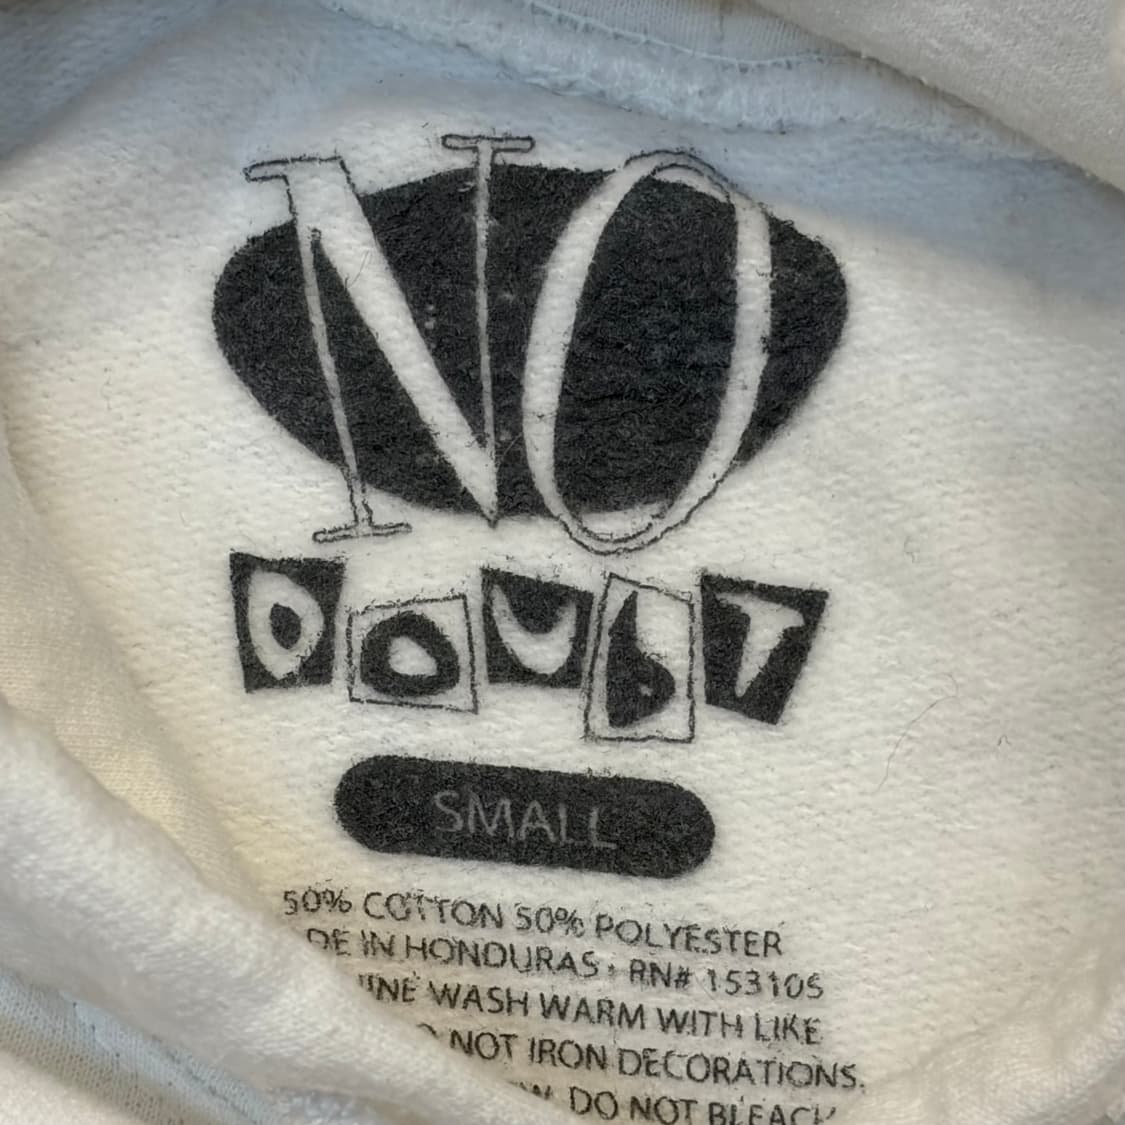 NO
DOUbT
SMALL
50% COTTON 50% POLYESTER
DE IN HONDURAS • RN# 153105
INE WASH WARM WITH LIKE
NOT IRON DECORATIONS.
DO NOT BLEACH